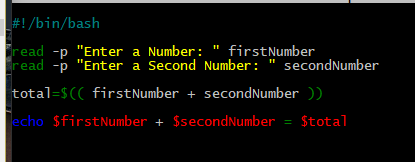 #!/bin/bash
read -p "Enter a Number: " firstNumber
read -p "Enter a Second Number: " secondNumber
total=$(( firstNumber + secondNumber ))
echo $firstNumber + $secondNumber = $total